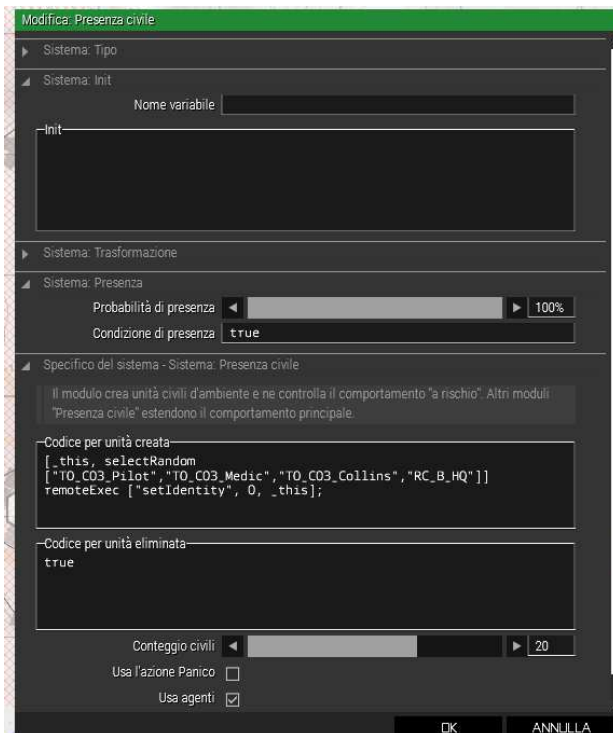 Modifica: Presenza civile
Sistema: Tipo
Sistema: Init
Nome variabile
Init
Sistema: Trasformazione
Sistema: Presenza
Probabilità di presenza 100%
Condizione di presenza true
Specifico del sistema - Sistema: Presenza civile
Il modulo crea unità civili d'ambiente e ne controlla il comportamento "a rischio". Altri moduli
"Presenza civile" estendono il comportamento principale.
Codice per unità creata
[_this, selectRandom
["TO_CO3_Pilot","TO_CO3_Medic","TO_CO3_Collins","RC_B_HQ"]]
remoteExec ["setIdentity", 0, _this];
Codice per unità eliminata
true
Conteggio civili 20
Usa l'azione Panico
Usa agenti
OK ANNULLA